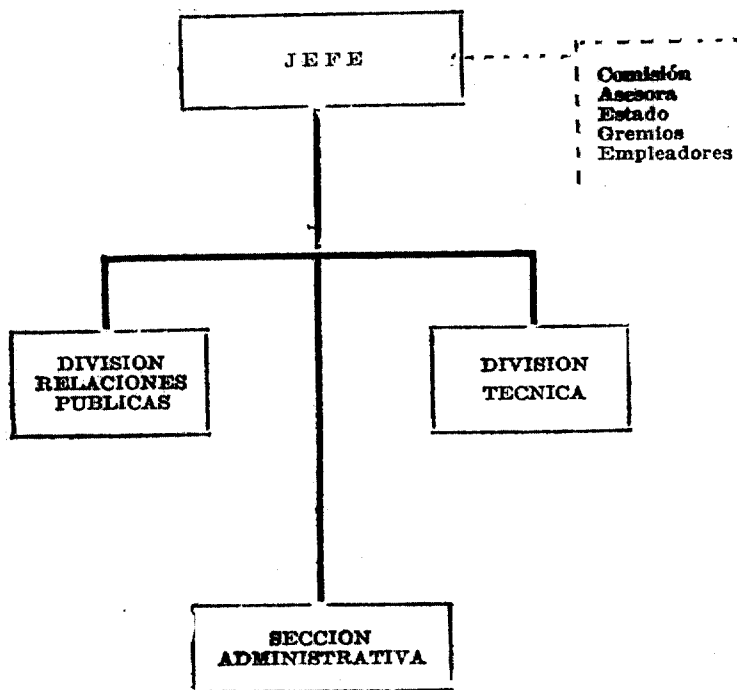 JEFE
Comisión
Asesora
Estado
Gremios
Empleadores
DIVISION
RELACIONES
PUBLICAS
DIVISION
TECNICA
SECCION
ADMINISTRATIVA